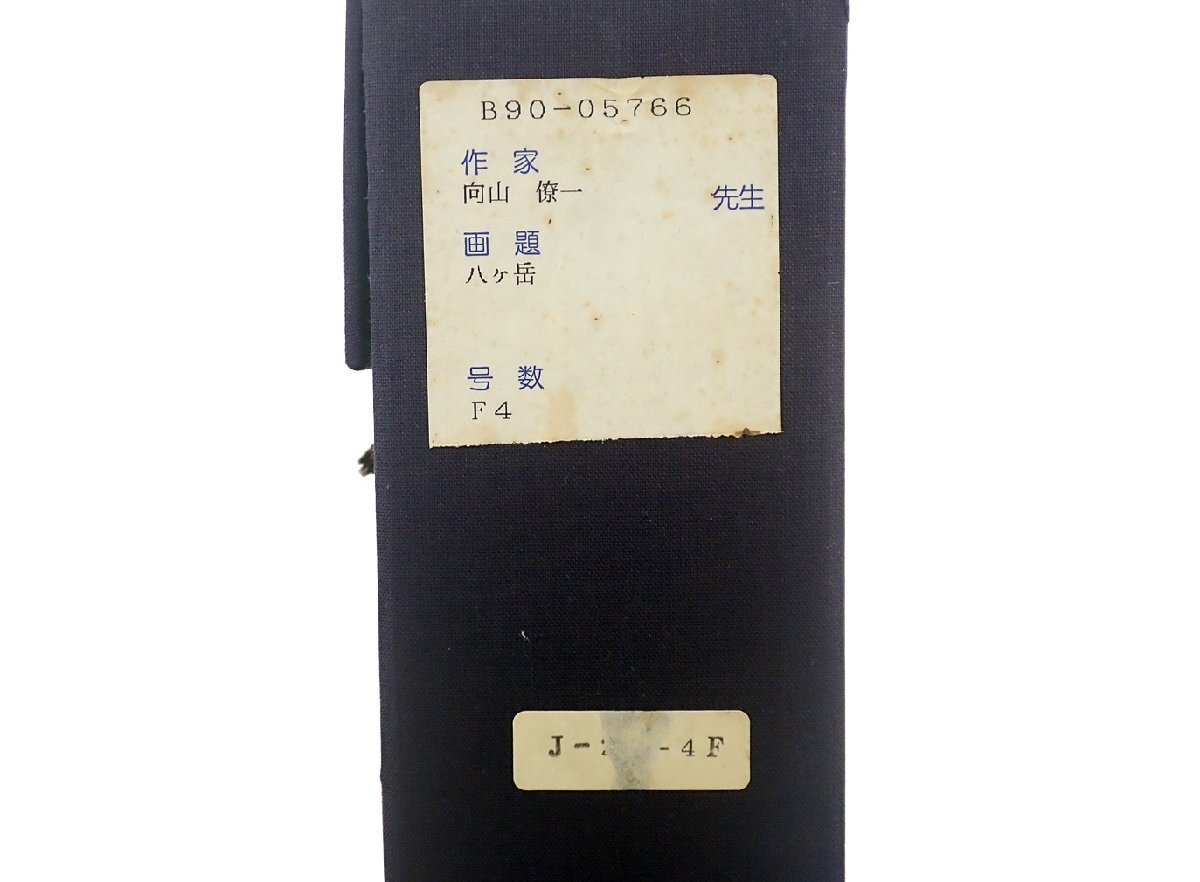 B90-05766
作家
向山 僚一 先生
画題
八ヶ岳
号数
F4
J- -4F